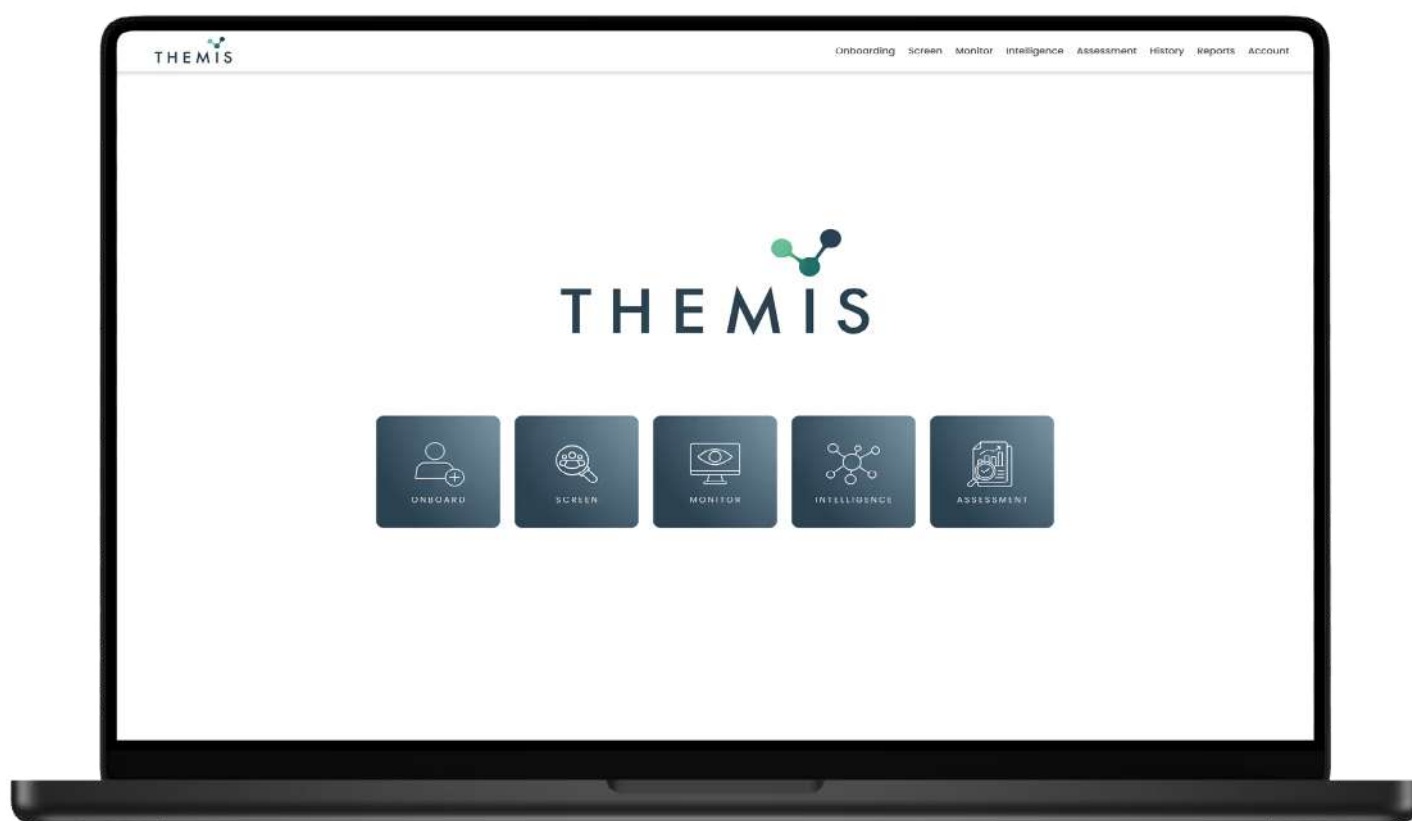 THEMIS
Onboarding Screen Monitor Intelligence Assessment History Reports Account
THEMIS
ONBOARD SCREEN MONITOR INTELLIGENCE ASSESSMENT